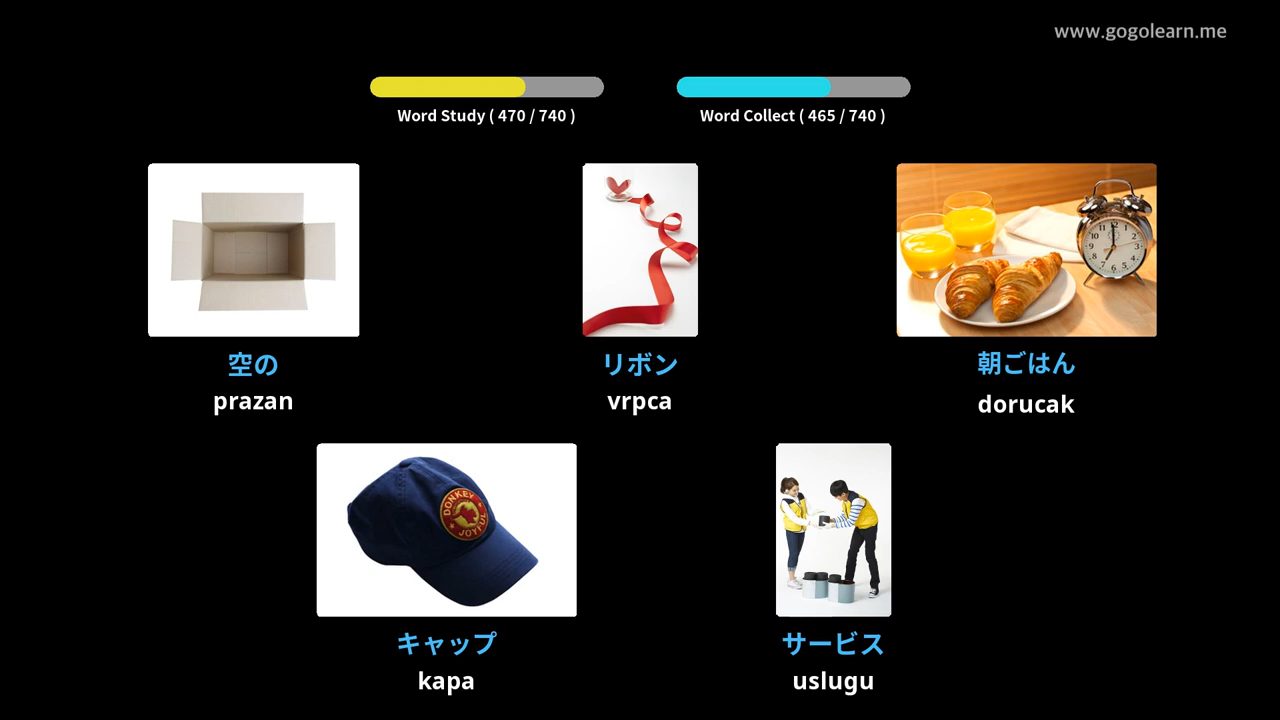 www.gogolearn.me
Word Study ( 470 / 740 )
Word Collect ( 465 / 740 )
空の
prazan
リボン
vrpca
朝ごはん
dorucak
DONKEY
JOYFUL
キャップ
kapa
サービス
uslugu